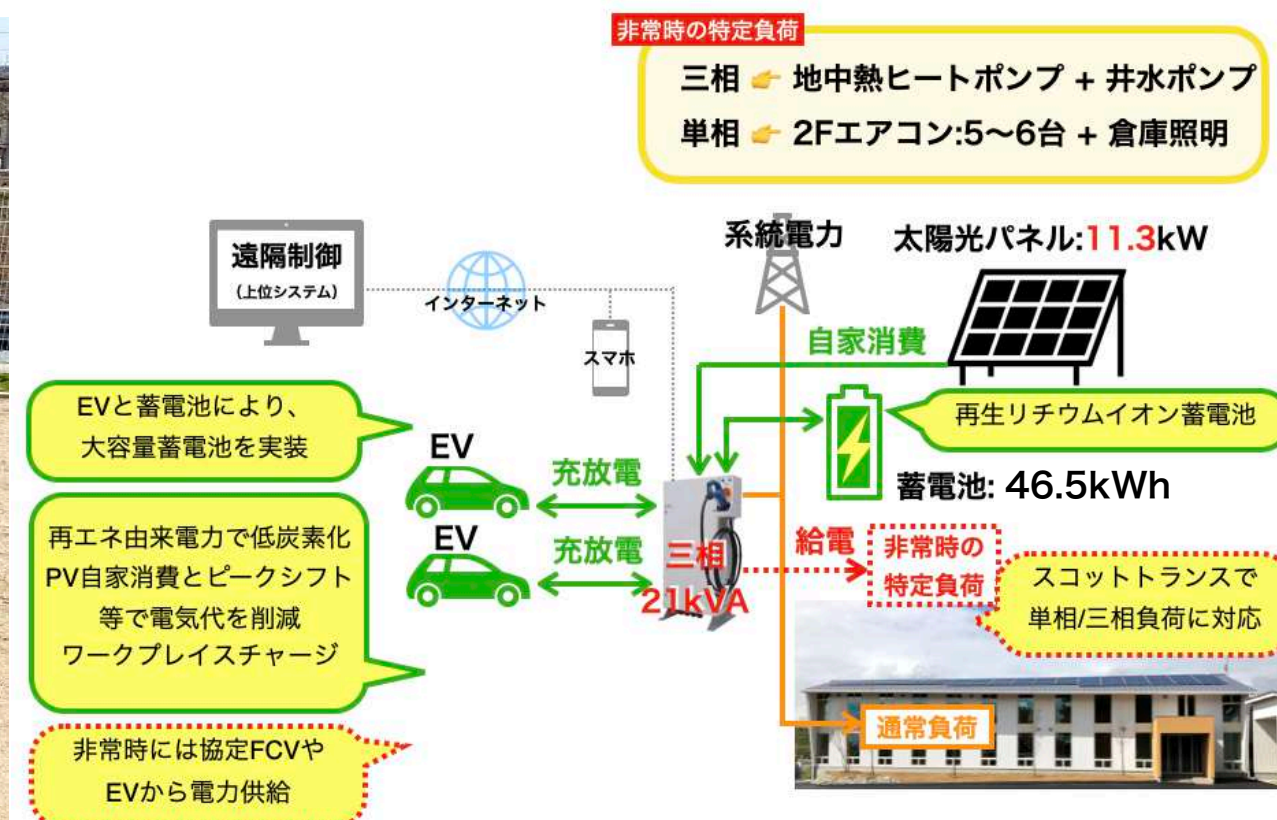 非常時の特定負荷
三相 👉 地中熱ヒートポンプ + 井水ポンプ
単相 👉 2Fエアコン:5〜6台 + 倉庫照明
遠隔制御
(上位システム)
インターネット
スマホ
系統電力
太陽光パネル:11.3kW
自家消費
再生リチウムイオン蓄電池
蓄電池: 46.5kWh
EVと蓄電池により、
大容量蓄電池を実装
EV
充放電
EV
充放電
三相
21kVA
給電
非常時の
特定負荷
スコットトランスで
単相/三相負荷に対応
再エネ由来電力で低炭素化
PV自家消費とピークシフト
等で電気代を削減
ワークプレイスチャージ
通常負荷
非常時には協定FCVや
EVから電力供給